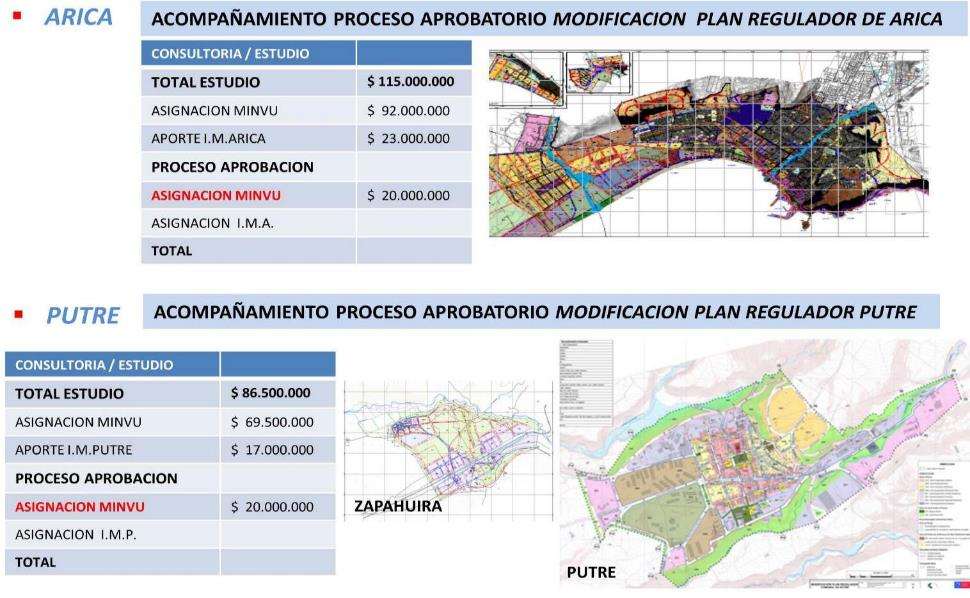 ARICA
ACOMPAÑAMIENTO PROCESO APROBATORIO MODIFICACION PLAN REGULADOR DE ARICA
CONSULTORIA / ESTUDIO
TOTAL ESTUDIO $ 115.000.000
ASIGNACION MINVU $ 92.000.000
APORTE I.M.ARICA $ 23.000.000
PROCESO APROBACION
ASIGNACION MINVU $ 20.000.000
ASIGNACION I.M.A.
TOTAL
PUTRE
ACOMPAÑAMIENTO PROCESO APROBATORIO MODIFICACION PLAN REGULADOR PUTRE
CONSULTORIA / ESTUDIO
TOTAL ESTUDIO $ 86.500.000
ASIGNACION MINVU $ 69.500.000
APORTE I.M.PUTRE $ 17.000.000
PROCESO APROBACION
ASIGNACION MINVU $ 20.000.000
ASIGNACION I.M.P.
TOTAL
ZAPAHUIRA
PUTRE